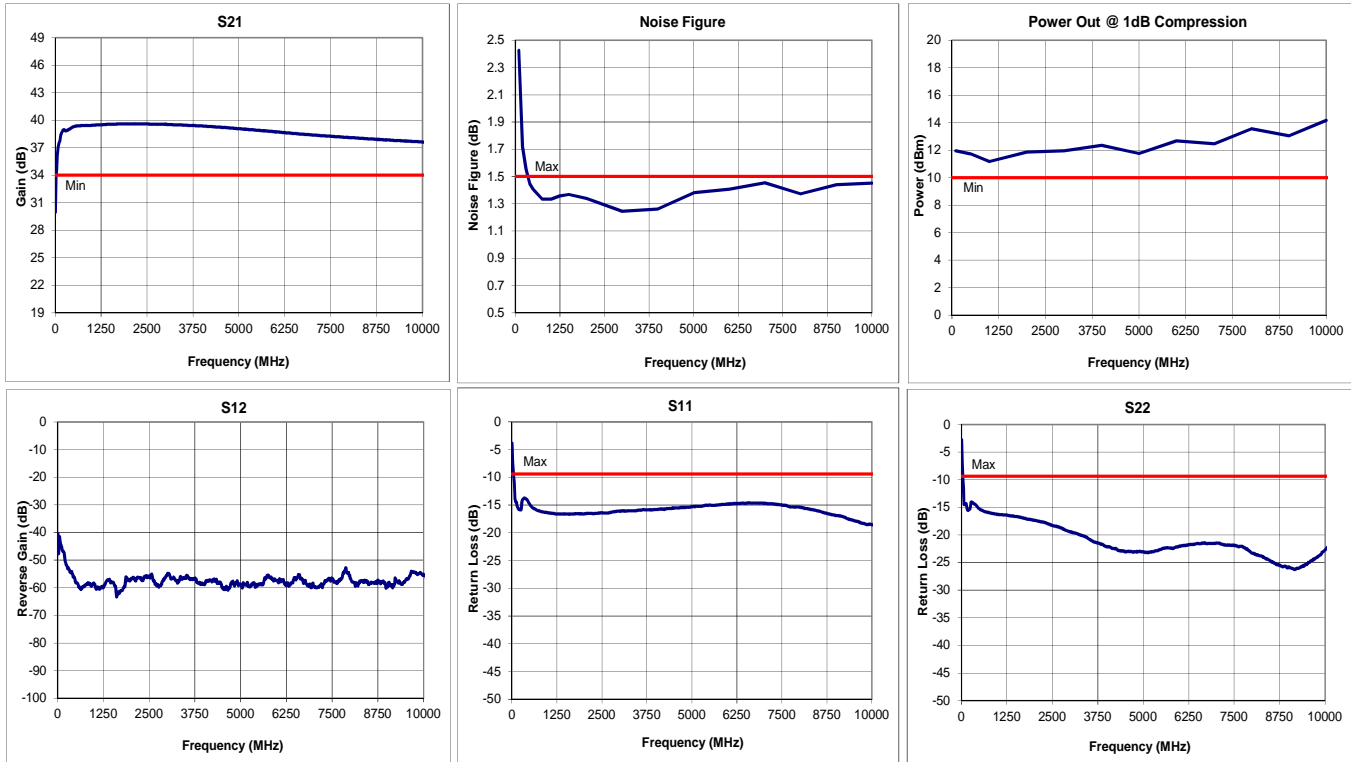 S21
Gain (dB)
49
46
43
40
37
34
31
28
25
22
19
Min
0 1250 2500 3750 5000 6250 7500 8750 10000
Frequency (MHz)
Noise Figure
Noise Figure (dB)
2.5
2.3
2.1
1.9
1.7
1.5
1.3
1.1
0.9
0.7
0.5
Max
0 1250 2500 3750 5000 6250 7500 8750 10000
Frequency (MHz)
Power Out @ 1dB Compression
Power (dBm)
20
18
16
14
12
10
8
6
4
2
0
Min
0 1250 2500 3750 5000 6250 7500 8750 10000
Frequency (MHz)
S12
Reverse Gain (dB)
0
-10
-20
-30
-40
-50
-60
-70
-80
-90
-100
0 1250 2500 3750 5000 6250 7500 8750 10000
Frequency (MHz)
S11
Return Loss (dB)
0
-5
-10
-15
-20
-25
-30
-35
-40
-45
-50
Max
0 1250 2500 3750 5000 6250 7500 8750 10000
Frequency (MHz)
S22
Return Loss (dB)
0
-5
-10
-15
-20
-25
-30
-35
-40
-45
-50
Max
0 1250 2500 3750 5000 6250 7500 8750 10000
Frequency (MHz)